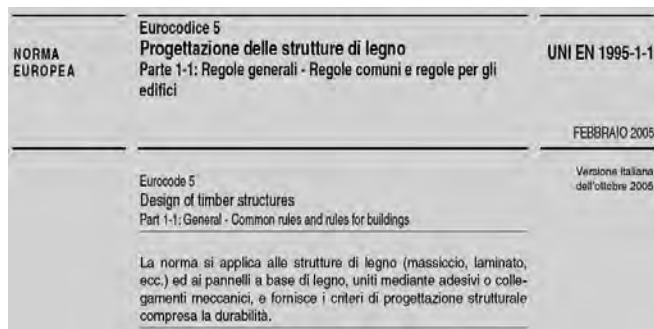 NORMA
EUROPEA
Eurocodice 5
Progettazione delle strutture di legno
Parte 1-1: Regole generali - Regole comuni e regole per gli
edifici
UNI EN 1995-1-1
FEBBRAIO 2005
Versione italiana
dell'ottobre 2005
Eurocode 5
Design of timber structures
Part 1-1: General - Common rules and rules for buildings
La norma si applica alle strutture di legno (massiccio, laminato,
ecc.) ed ai pannelli a base di legno, uniti mediante adesivi o colle-
gamenti meccanici, e fornisce i criteri di progettazione strutturale
compresa la durabilità.